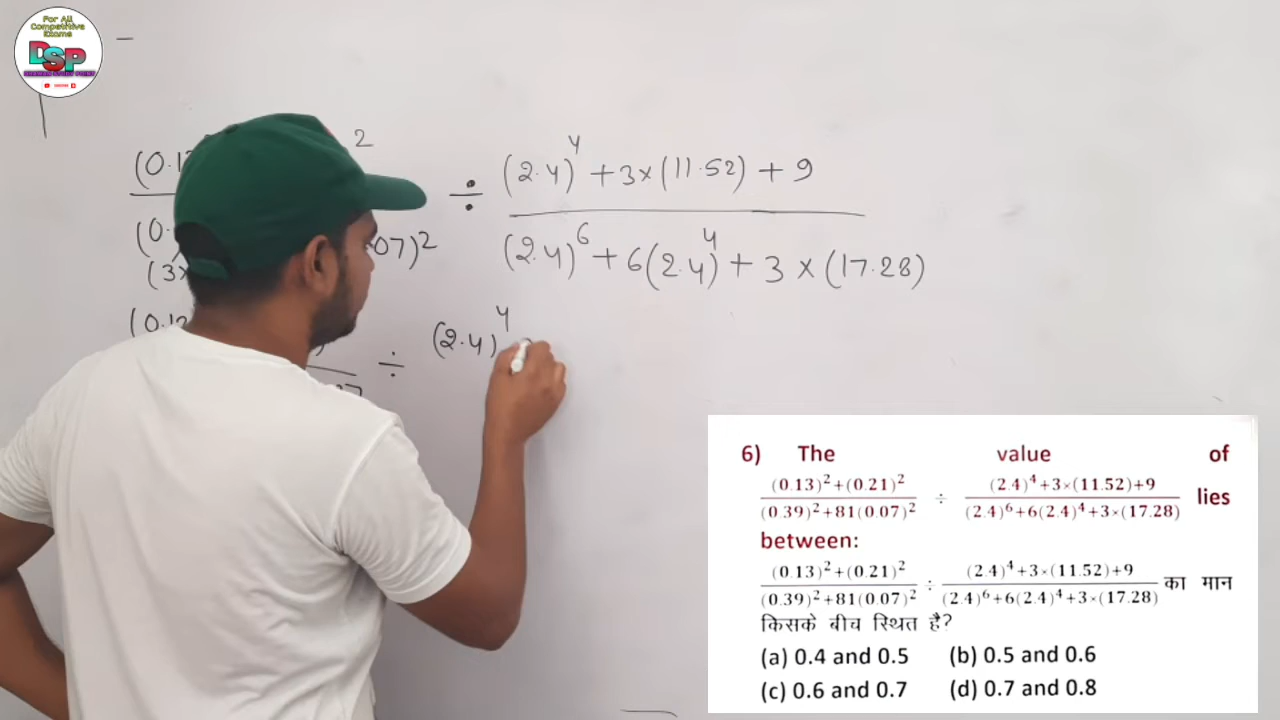 For All
Competitive
Exams
DSP
(0.1 2 ÷ (2.4)^4 + 3×(11.52) + 9
(0. 07)^2 (2.4)^6 + 6(2.4)^4 + 3 × (17.28)
(3×
(0.12 ÷ (2.4)^4
6) The value of
(0.13)^2+(0.21)^2 / (0.39)^2+81(0.07)^2 ÷ (2.4)^4+3×(11.52)+9 / (2.4)^6+6(2.4)^4+3×(17.28) lies
between:
(0.13)^2+(0.21)^2 / (0.39)^2+81(0.07)^2 ÷ (2.4)^4+3×(11.52)+9 / (2.4)^6+6(2.4)^4+3×(17.28) का मान
किसके बीच स्थित है?
(a) 0.4 and 0.5 (b) 0.5 and 0.6
(c) 0.6 and 0.7 (d) 0.7 and 0.8